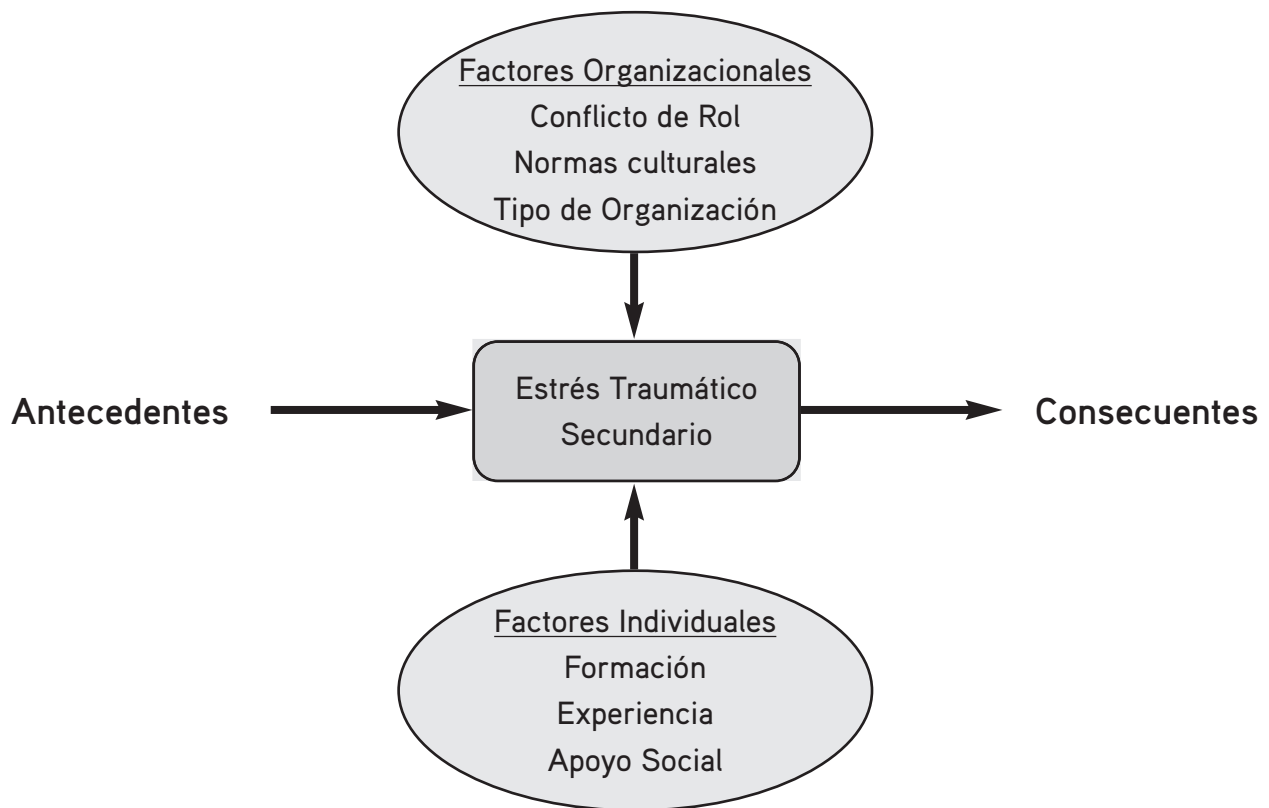 Factores Organizacionales
Conflicto de Rol
Normas culturales
Tipo de Organización
Antecedentes
Estrés Traumático
Secundario
Consecuentes
Factores Individuales
Formación
Experiencia
Apoyo Social